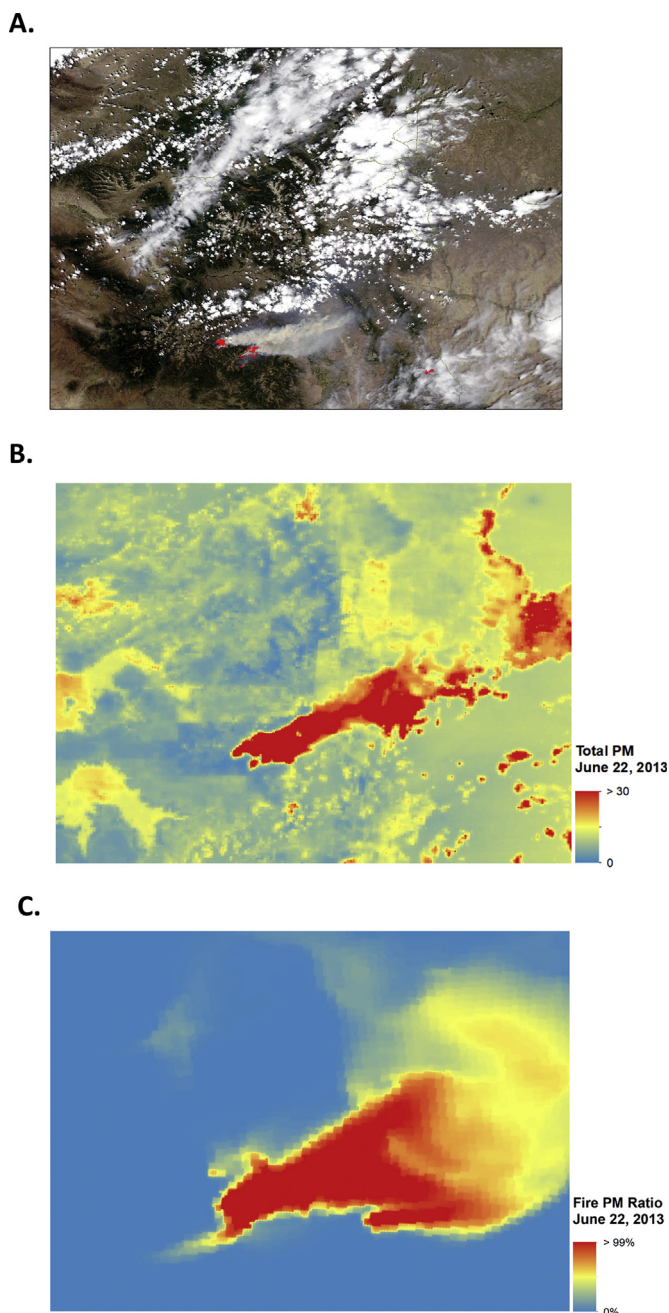 A.
B.
Total PM
June 22, 2013
> 30
0
C.
Fire PM Ratio
June 22, 2013
> 99%
0%